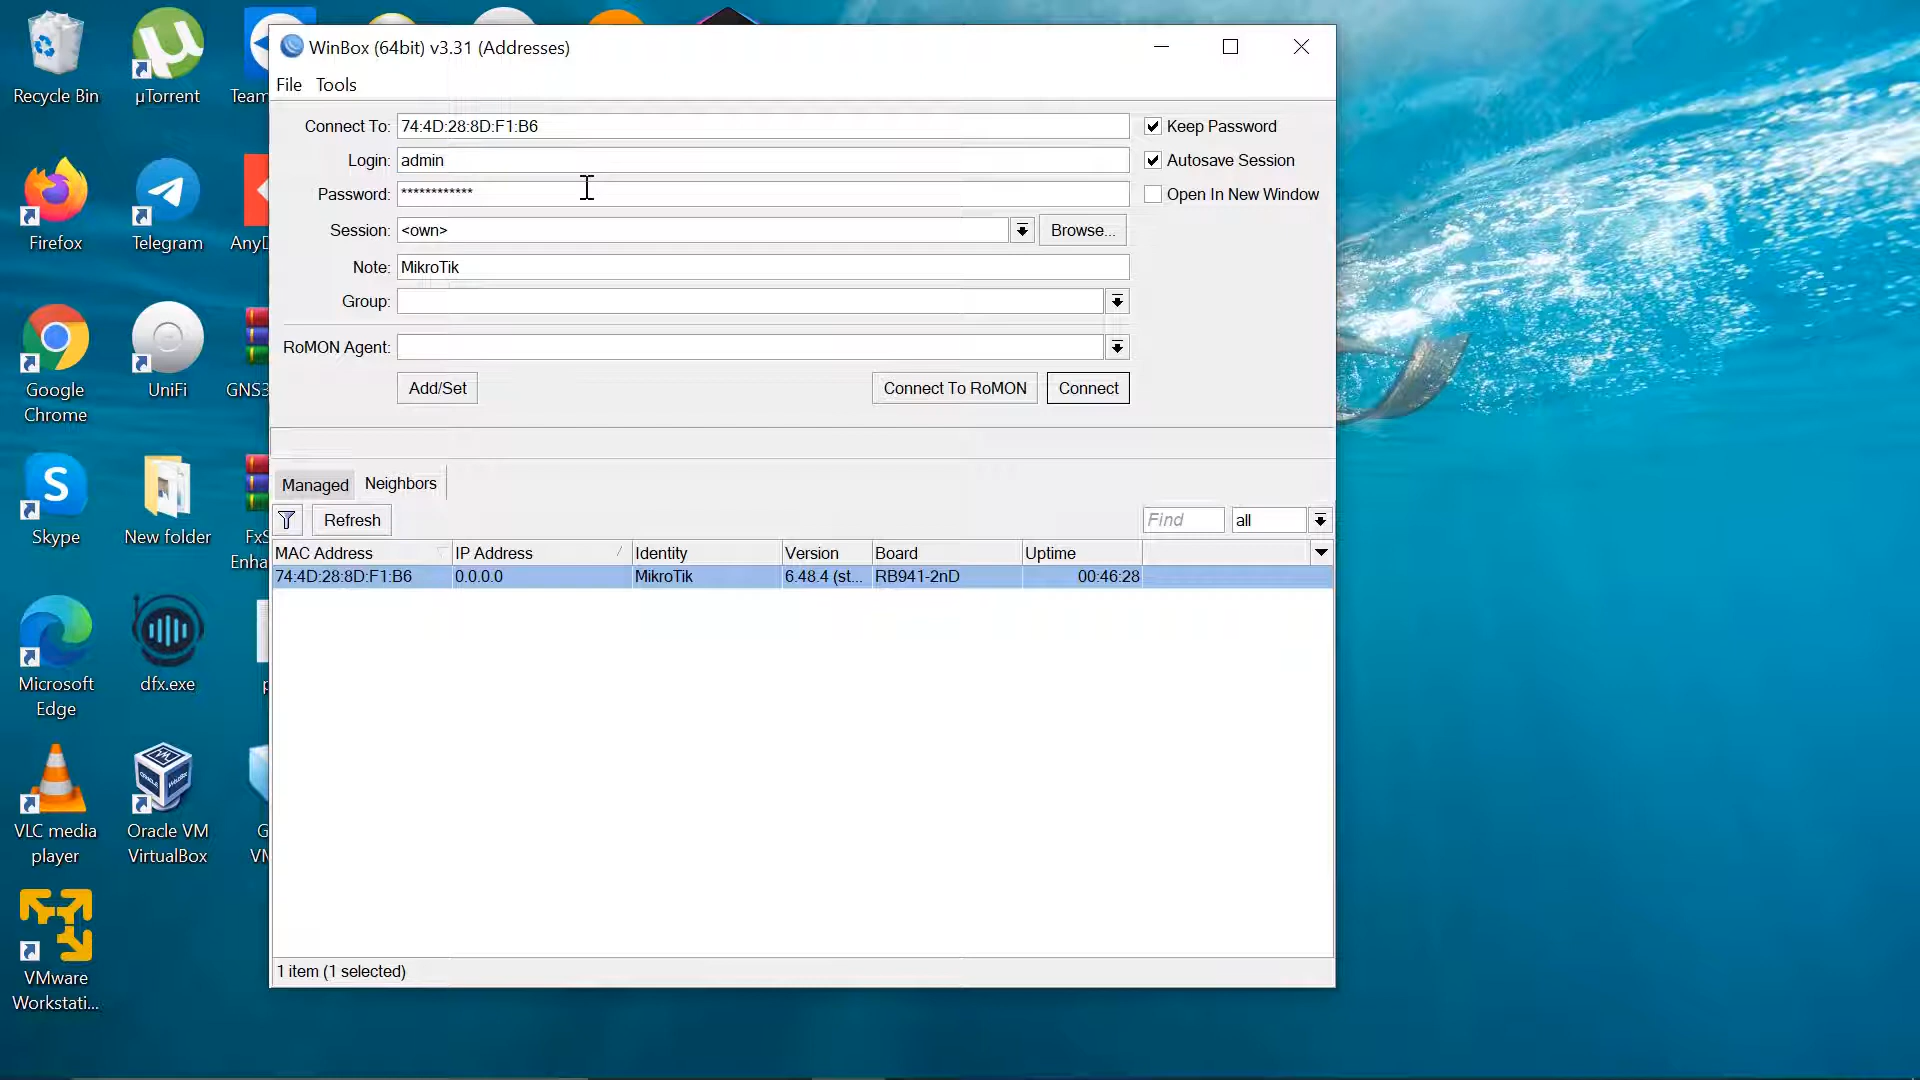 Recycle Bin
µTorrent
Team
Firefox
Telegram
AnyD
Google
Chrome
UniFi
GNS3
Skype
New folder
FxS
Enha
Microsoft
Edge
dfx.exe
VLC media
player
Oracle VM
VirtualBox
G
VM
VMware
Workstati...
WinBox (64bit) v3.31 (Addresses)
File Tools
Connect To: 74:4D:28:8D:F1:B6
Keep Password
Login: admin
Autosave Session
Password: ************
Open In New Window
Session: <own>
Browse...
Note: MikroTik
Group:
RoMON Agent:
Add/Set
Connect To RoMON
Connect
Managed Neighbors
Refresh
Find
all
MAC Address IP Address Identity Version Board Uptime
74:4D:28:8D:F1:B6 0.0.0.0 MikroTik 6.48.4 (st... RB941-2nD 00:46:28
1 item (1 selected)